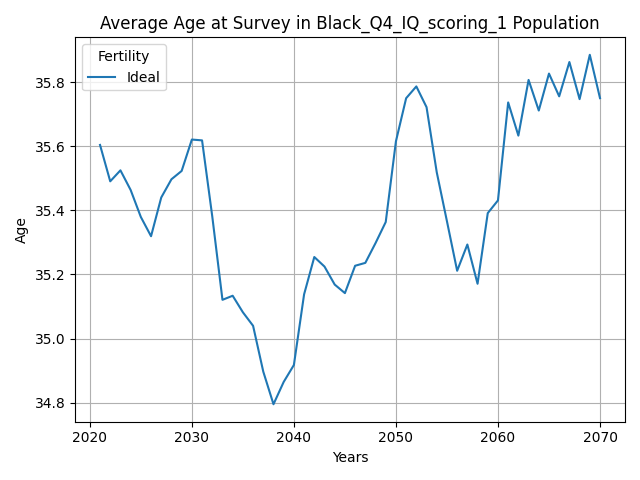 Average Age at Survey in Black_Q4_IQ_scoring_1 Population
Fertility
Ideal
Age
35.8
35.6
35.4
35.2
35.0
34.8
2020 2030 2040 2050 2060 2070
Years